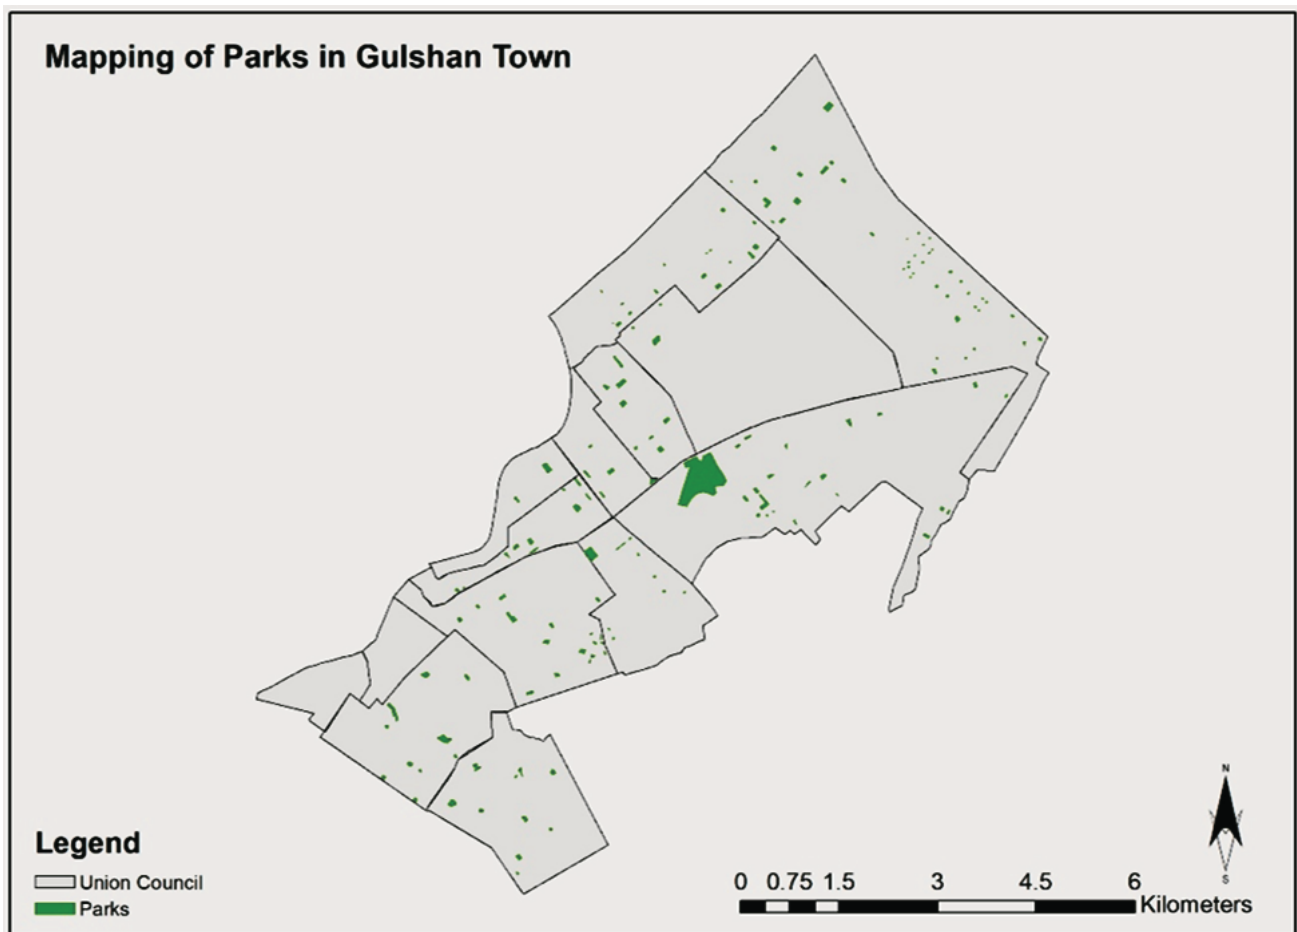 Mapping of Parks in Gulshan Town
N
S
Legend
Union Council
Parks
0 0.75 1.5 3 4.5 6
Kilometers